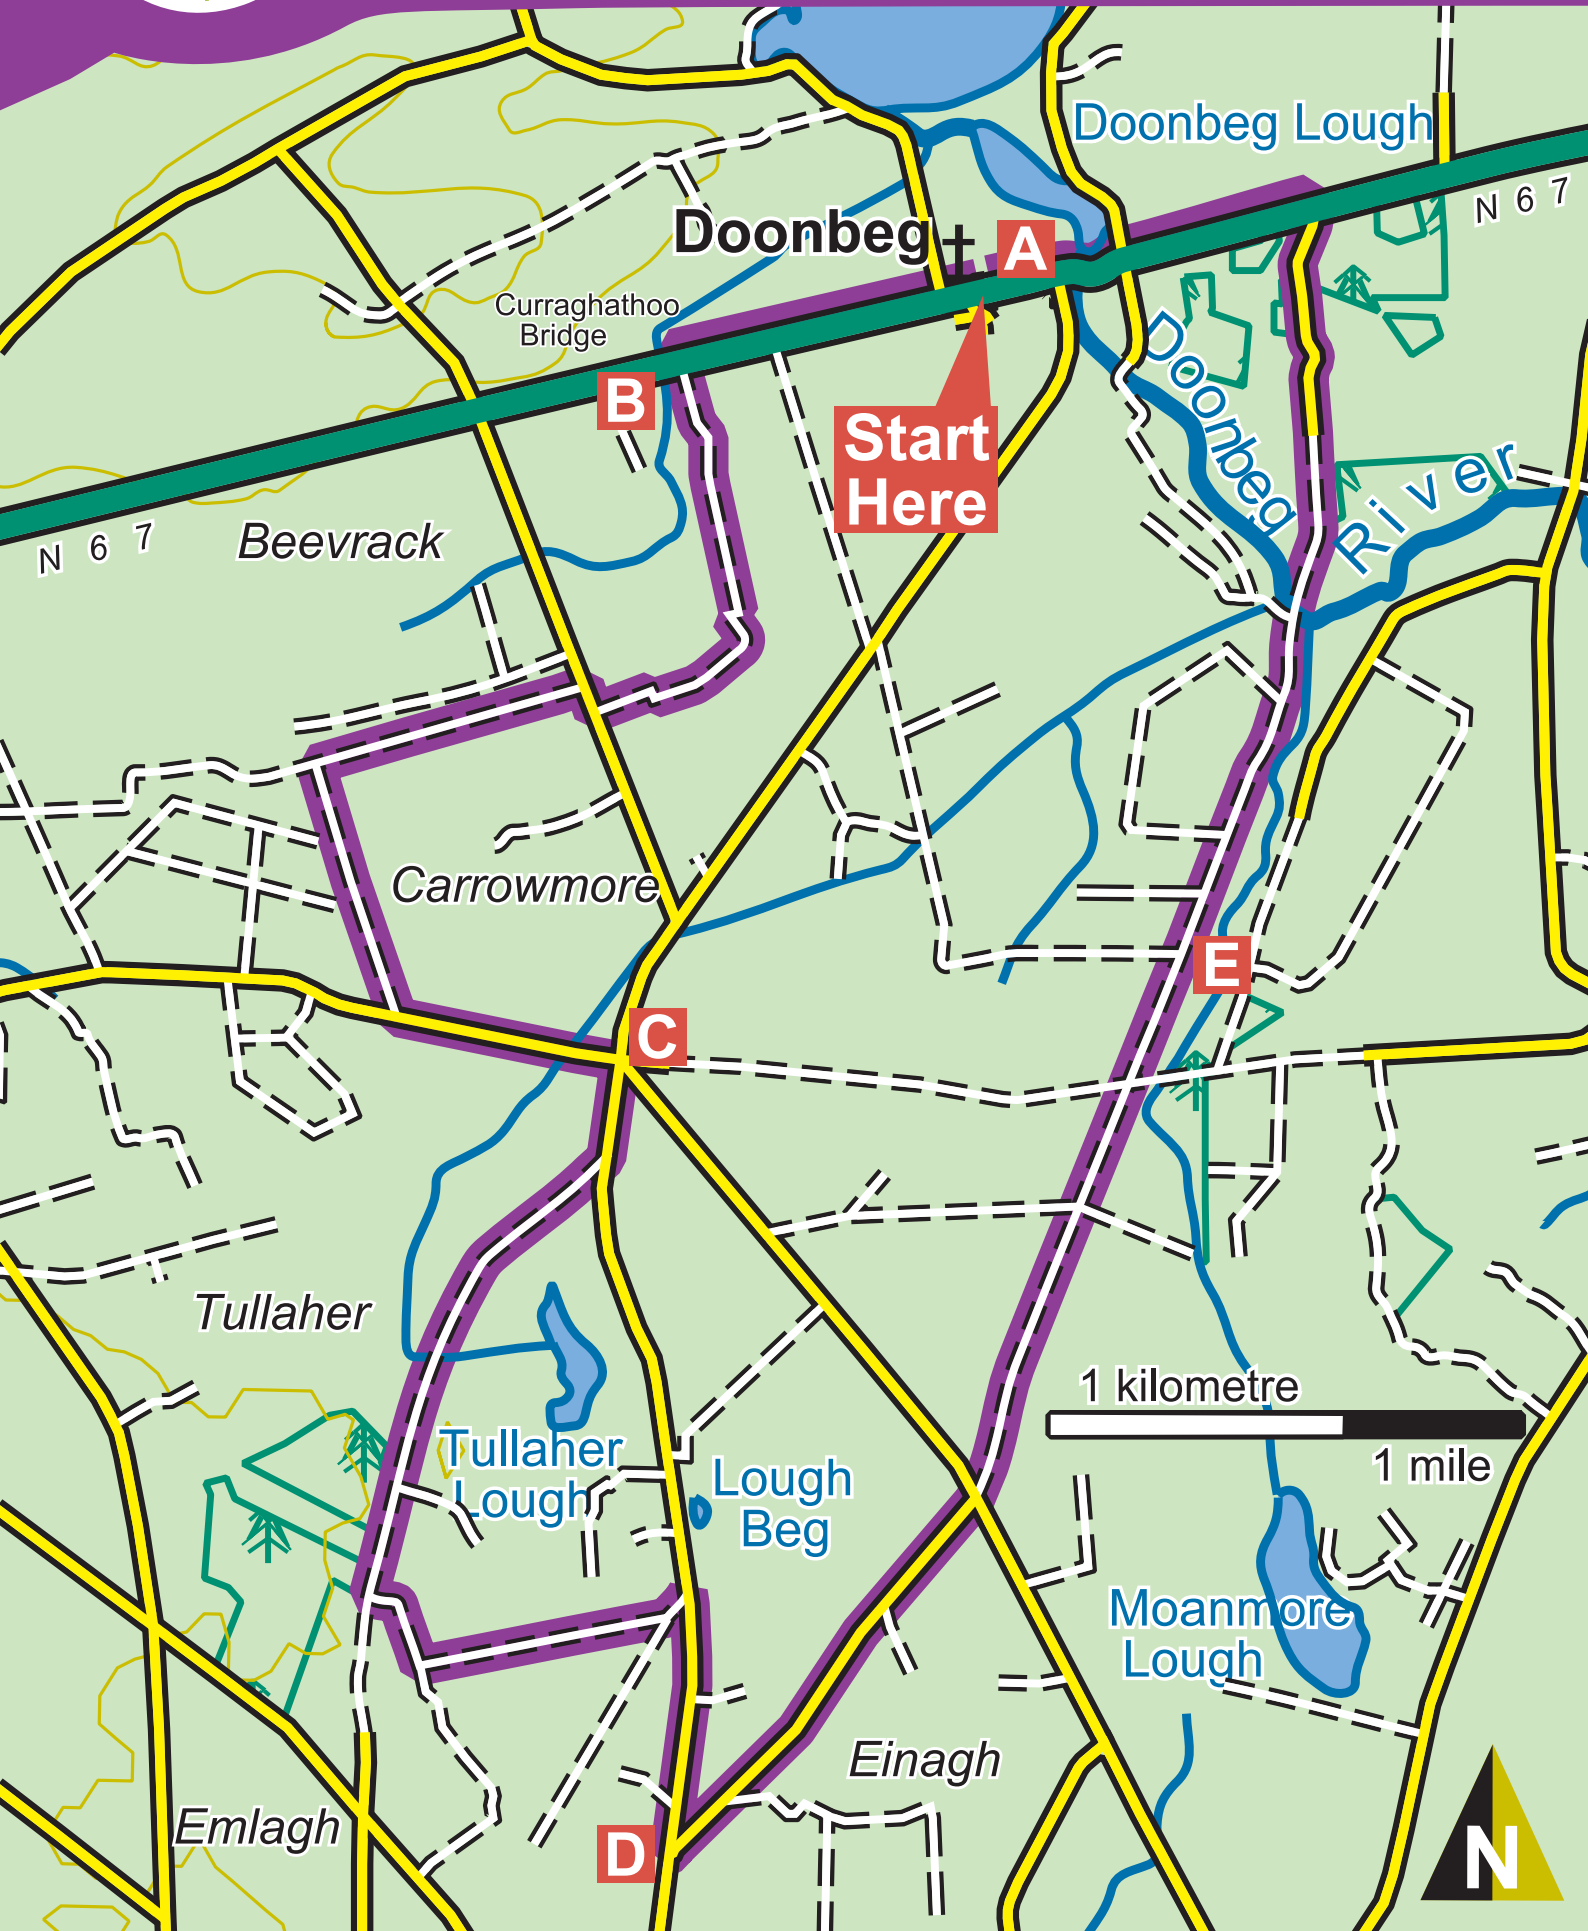 Doonbeg Lough
N 67
Doonbeg
A
Curraghathoo
Bridge
B
Start
Here
Doonbeg
River
N 67
Beevrack
Carrowmore
E
C
Tullaher
1 kilometre
1 mile
Tullaher
Lough
Lough
Beg
Moanmore
Lough
Einagh
Emlagh
D
N